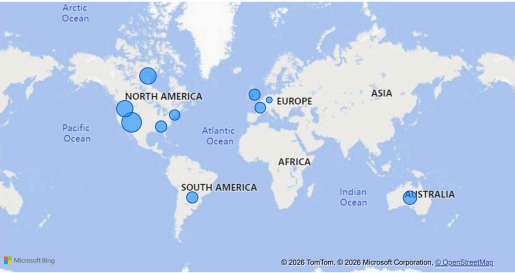 Arctic
Ocean
NORTH AMERICA
EUROPE
ASIA
Pacific
Ocean
Atlantic
Ocean
AFRICA
SOUTH AMERICA
Indian
Ocean
AUSTRALIA
Microsoft Bing
© 2026 TomTom, © 2026 Microsoft Corporation, © OpenStreetMap